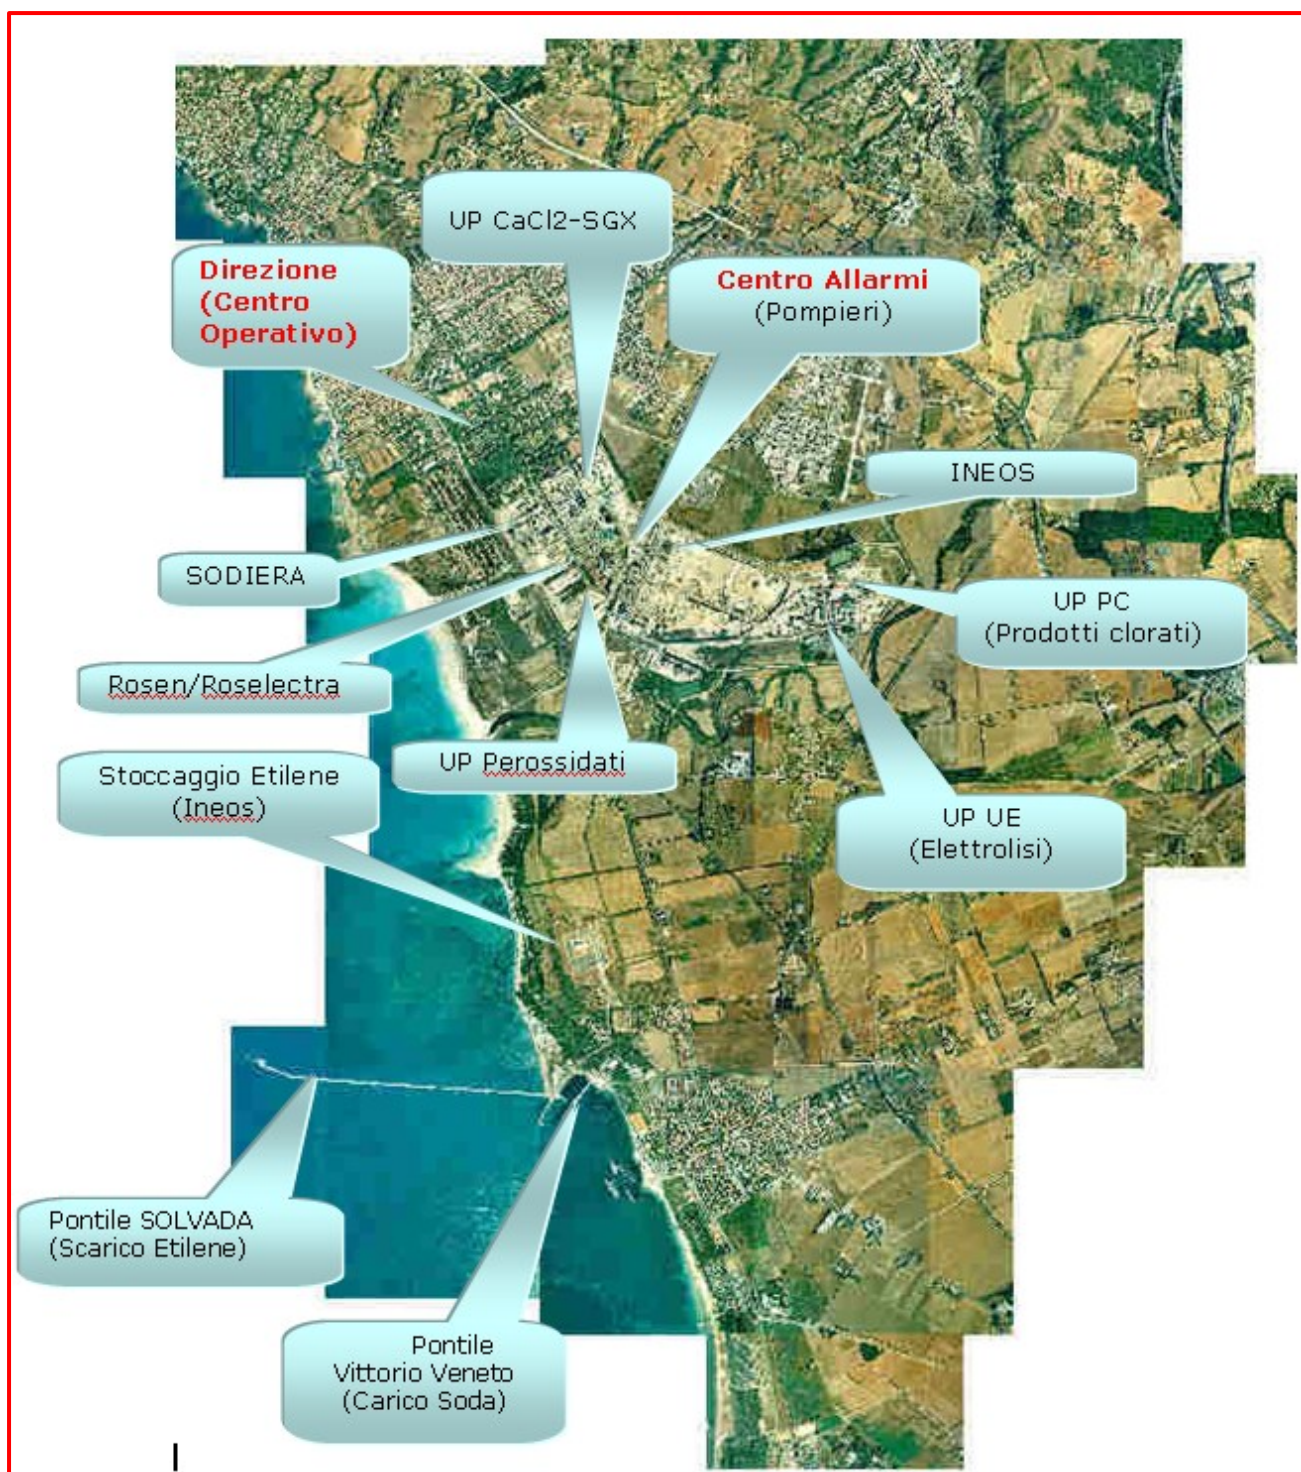 UP CaCl2-SGX
Direzione
(Centro
Operativo)
Centro Allarmi
(Pompieri)
INEOS
SODIERA
UP PC
(Prodotti clorati)
Rosen/Roselectra
UP Perossidati
Stoccaggio Etilene
(Ineos)
UP UE
(Elettrolisi)
Pontile SOLVADA
(Scarico Etilene)
Pontile
Vittorio Veneto
(Carico Soda)